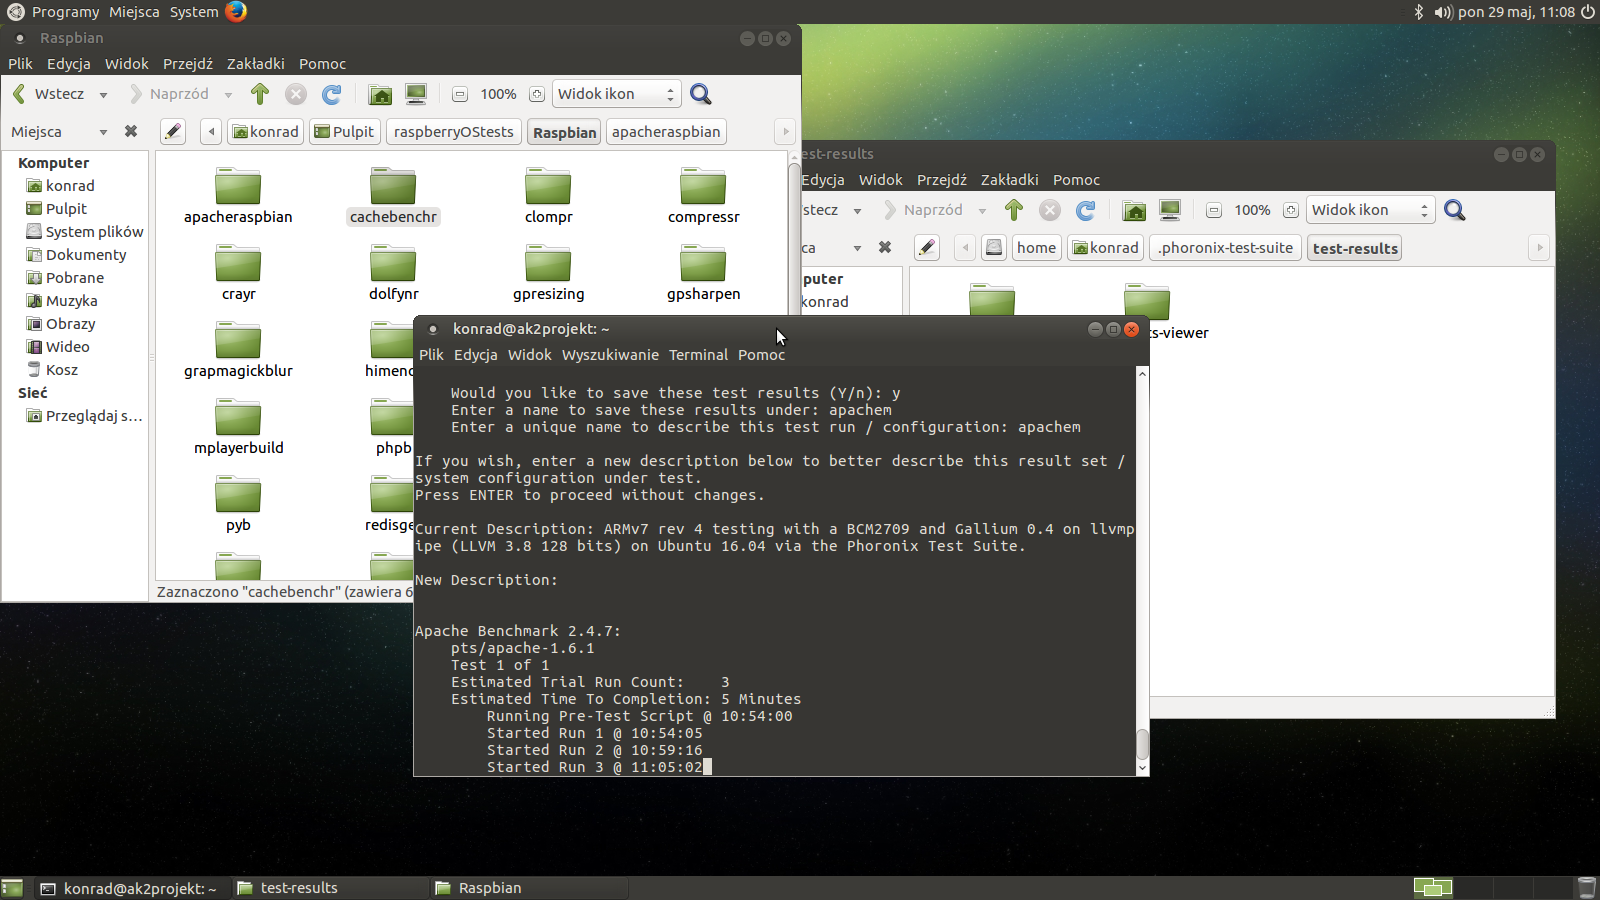 Programy Miejsca System
pon 29 maj, 11:08
Raspbian
Plik Edycja Widok Przejdź Zakładki Pomoc
Wstecz Naprzód 100% Widok ikon
Miejsca konrad Pulpit raspberryOStests Raspbian apacheraspbian
Komputer
konrad
Pulpit
System plików
Dokumenty
Pobrane
Muzyka
Obrazy
Wideo
Kosz
Sieć
Przeglądaj s...
apacheraspbian cachebenchr clompr compressr
crayr dolfynr gpresizing gpsharpen
grapmagickblur himeno
mplayerbuild phpb
pyb redisge
Zaznaczono "cachebenchr" (zawiera 6
test-results
Edycja Widok Przejdź Zakładki Pomoc
stecz Naprzód 100% Widok ikon
ca home konrad .phoronix-test-suite test-results
puter
konrad
ts-viewer
konrad@ak2projekt: ~
Plik Edycja Widok Wyszukiwanie Terminal Pomoc
Would you like to save these test results (Y/n): y
Enter a name to save these results under: apachem
Enter a unique name to describe this test run / configuration: apachem
If you wish, enter a new description below to better describe this result set /
system configuration under test.
Press ENTER to proceed without changes.
Current Description: ARMv7 rev 4 testing with a BCM2709 and Gallium 0.4 on llvmp
ipe (LLVM 3.8 128 bits) on Ubuntu 16.04 via the Phoronix Test Suite.
New Description:
Apache Benchmark 2.4.7:
pts/apache-1.6.1
Test 1 of 1
Estimated Trial Run Count: 3
Estimated Time To Completion: 5 Minutes
Running Pre-Test Script @ 10:54:00
Started Run 1 @ 10:54:05
Started Run 2 @ 10:59:16
Started Run 3 @ 11:05:02
konrad@ak2projekt: ~ test-results Raspbian